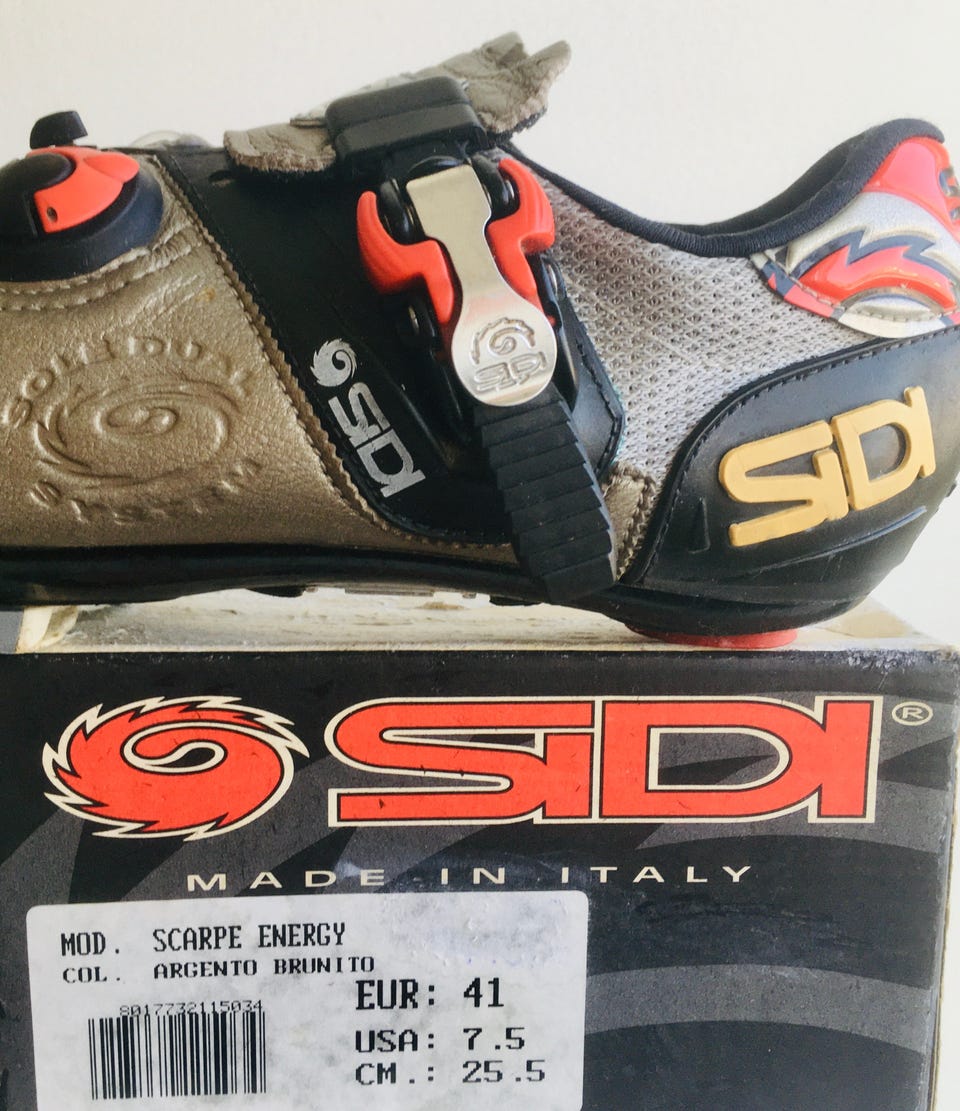 SIDI
SIDI
SIDI
SIDI
®
MADE IN ITALY
MOD. SCARPE ENERGY
COL. ARGENTO BRUNITO
8017732115034
EUR: 41
USA: 7.5
CM.: 25.5